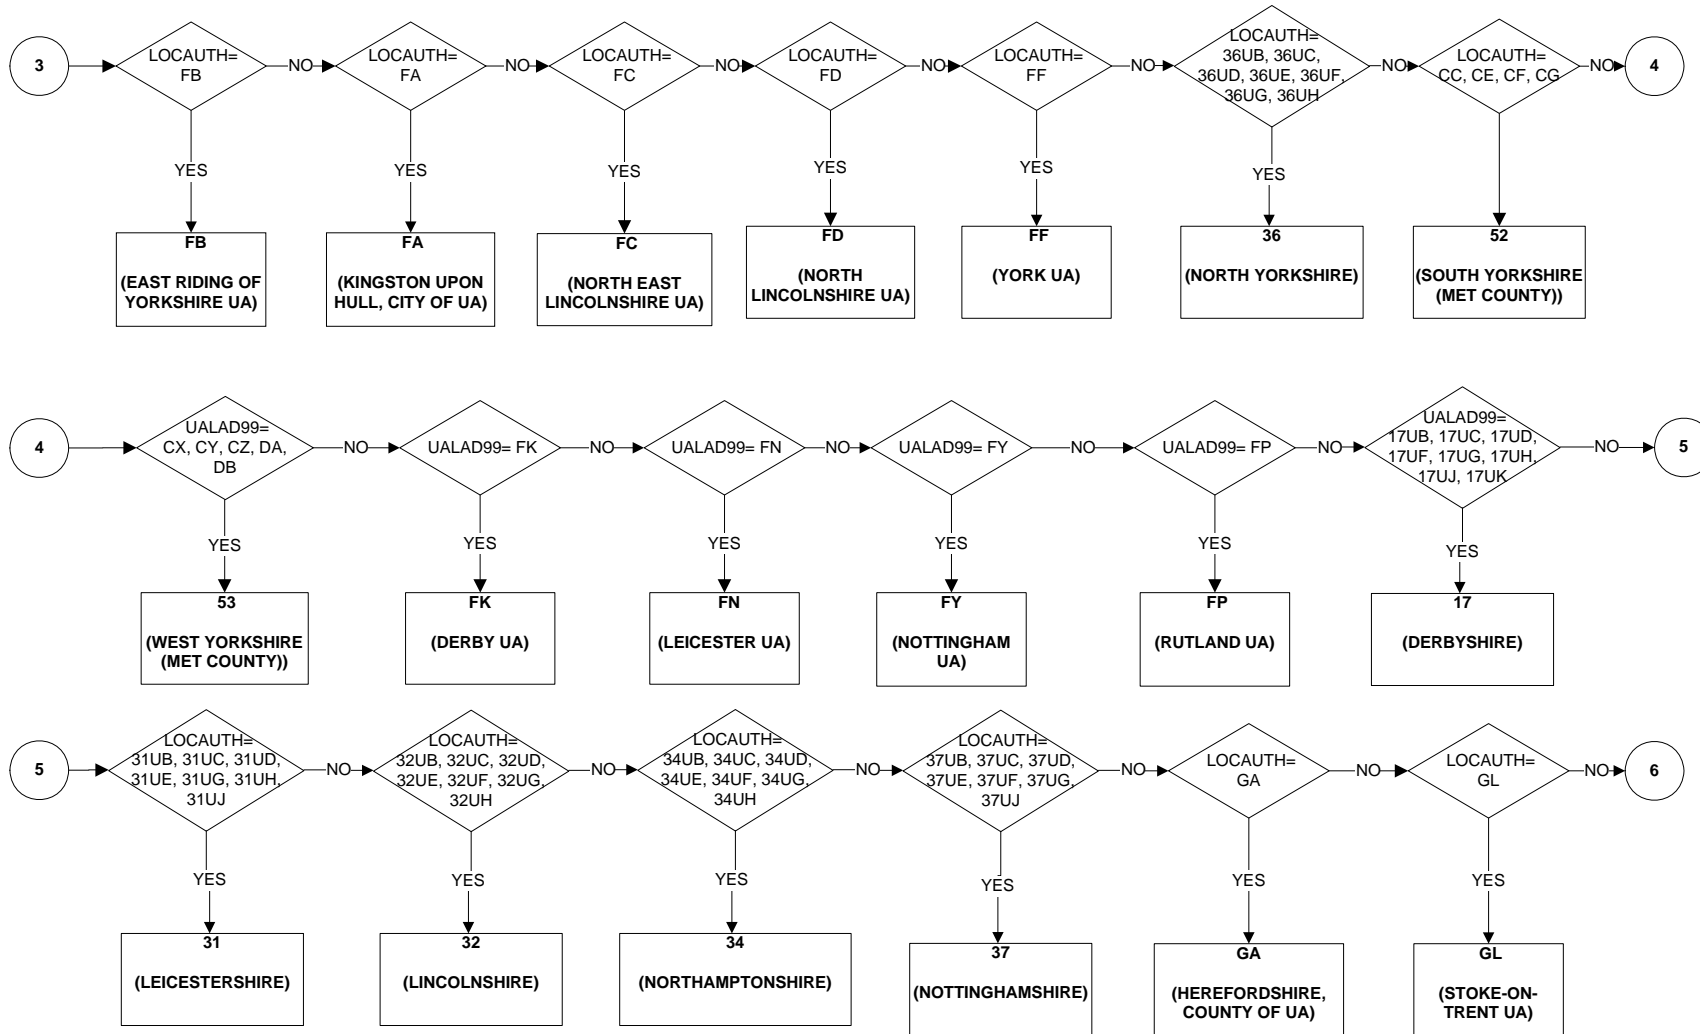 3
LOCAUTH=
FB
NO
LOCAUTH=
FA
NO
LOCAUTH=
FC
NO
LOCAUTH=
FD
NO
LOCAUTH=
FF
NO
LOCAUTH=
36UB, 36UC,
36UD, 36UE, 36UF,
36UG, 36UH
NO
LOCAUTH=
CC, CE, CF, CG
NO
4
YES
YES
YES
YES
YES
YES
YES
FB
(EAST RIDING OF
YORKSHIRE UA)
FA
(KINGSTON UPON
HULL, CITY OF UA)
FC
(NORTH EAST
LINCOLNSHIRE UA)
FD
(NORTH
LINCOLNSHIRE UA)
FF
(YORK UA)
36
(NORTH YORKSHIRE)
52
(SOUTH YORKSHIRE
(MET COUNTY))
4
UALAD99=
CX, CY, CZ, DA,
DB
NO
UALAD99= FK
NO
UALAD99= FN
NO
UALAD99= FY
NO
UALAD99= FP
NO
UALAD99=
17UB, 17UC, 17UD,
17UF, 17UG, 17UH,
17UJ, 17UK
NO
5
YES
YES
YES
YES
YES
YES
53
(WEST YORKSHIRE
(MET COUNTY))
FK
(DERBY UA)
FN
(LEICESTER UA)
FY
(NOTTINGHAM
UA)
FP
(RUTLAND UA)
17
(DERBYSHIRE)
5
LOCAUTH=
31UB, 31UC, 31UD,
31UE, 31UG, 31UH,
31UJ
NO
LOCAUTH=
32UB, 32UC, 32UD,
32UE, 32UF, 32UG,
32UH
NO
LOCAUTH=
34UB, 34UC, 34UD,
34UE, 34UF, 34UG,
34UH
NO
LOCAUTH=
37UB, 37UC, 37UD,
37UE, 37UF, 37UG,
37UJ
NO
LOCAUTH=
GA
NO
LOCAUTH=
GL
NO
6
YES
YES
YES
YES
YES
YES
31
(LEICESTERSHIRE)
32
(LINCOLNSHIRE)
34
(NORTHAMPTONSHIRE)
37
(NOTTINGHAMSHIRE)
GA
(HEREFORDSHIRE,
COUNTY OF UA)
GL
(STOKE-ON-
TRENT UA)